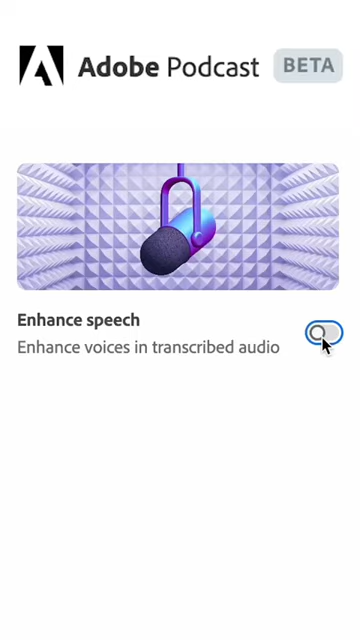 Adobe Podcast BETA
Enhance speech
Enhance voices in transcribed audio